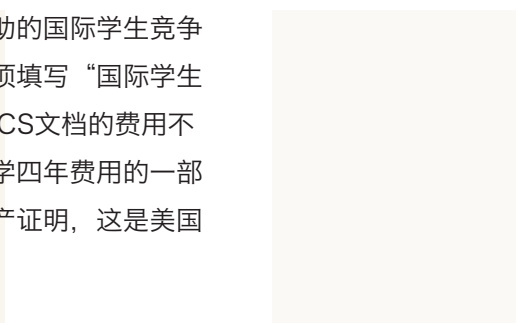 助的国际学生竞争
须填写“国际学生
CS文档的费用不
学四年费用的一部
产证明，这是美国